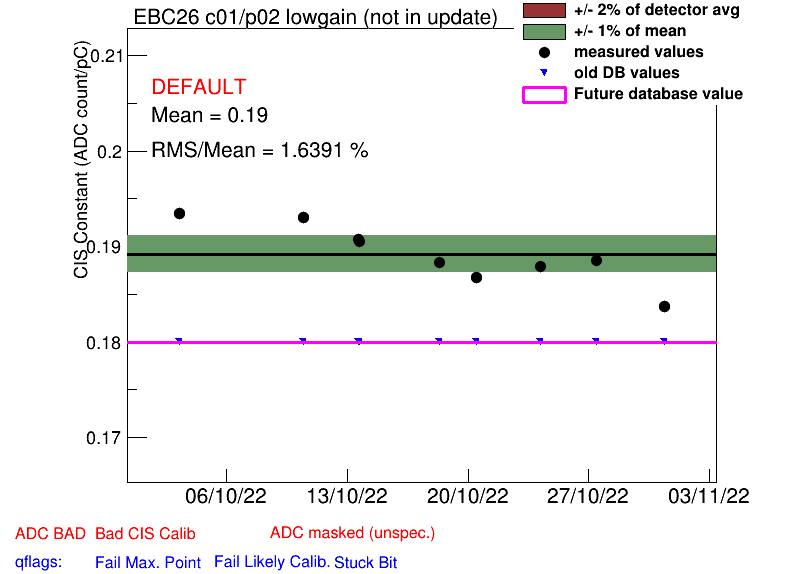 EBC26 c01/p02 lowgain (not in update)
+/- 2% of detector avg
+/- 1% of mean
measured values
old DB values
Future database value
DEFAULT
Mean = 0.19
RMS/Mean = 1.6391 %
CIS Constant (ADC count/pC)
0.21
0.2
0.19
0.18
0.17
06/10/22 13/10/22 20/10/22 27/10/22 03/11/22
ADC BAD Bad CIS Calib ADC masked (unspec.)
qflags: Fail Max. Point Fail Likely Calib. Stuck Bit